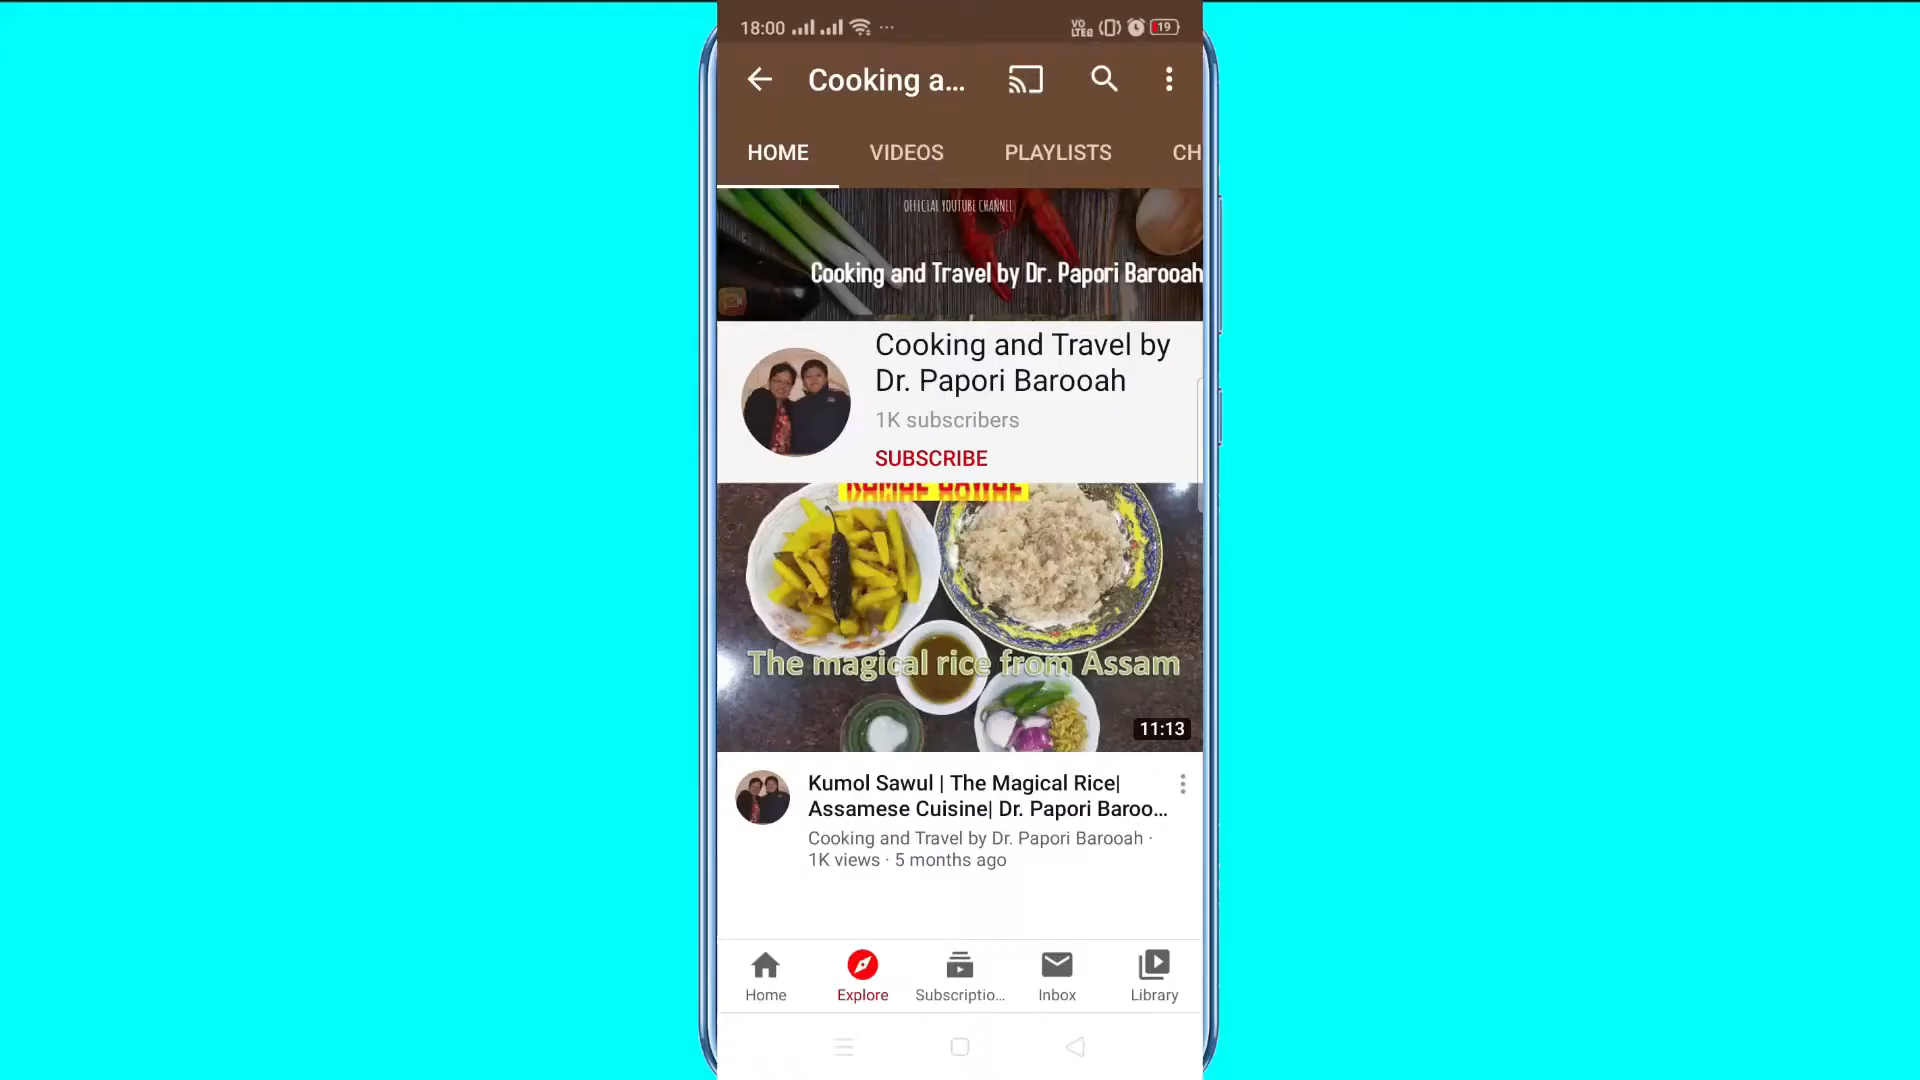 18:00
VO
LTE
19
Cooking a...
HOME
VIDEOS
PLAYLISTS
CH
OFFICIAL YOUTUBE CHANNEL
Cooking and Travel by Dr. Papori Barooah
Cooking and Travel by
Dr. Papori Barooah
1K subscribers
SUBSCRIBE
The magical rice from Assam
11:13
Kumol Sawul | The Magical Rice|
Assamese Cuisine| Dr. Papori Baroo...
Cooking and Travel by Dr. Papori Barooah ·
1K views · 5 months ago
Home
Explore
Subscriptio...
Inbox
Library